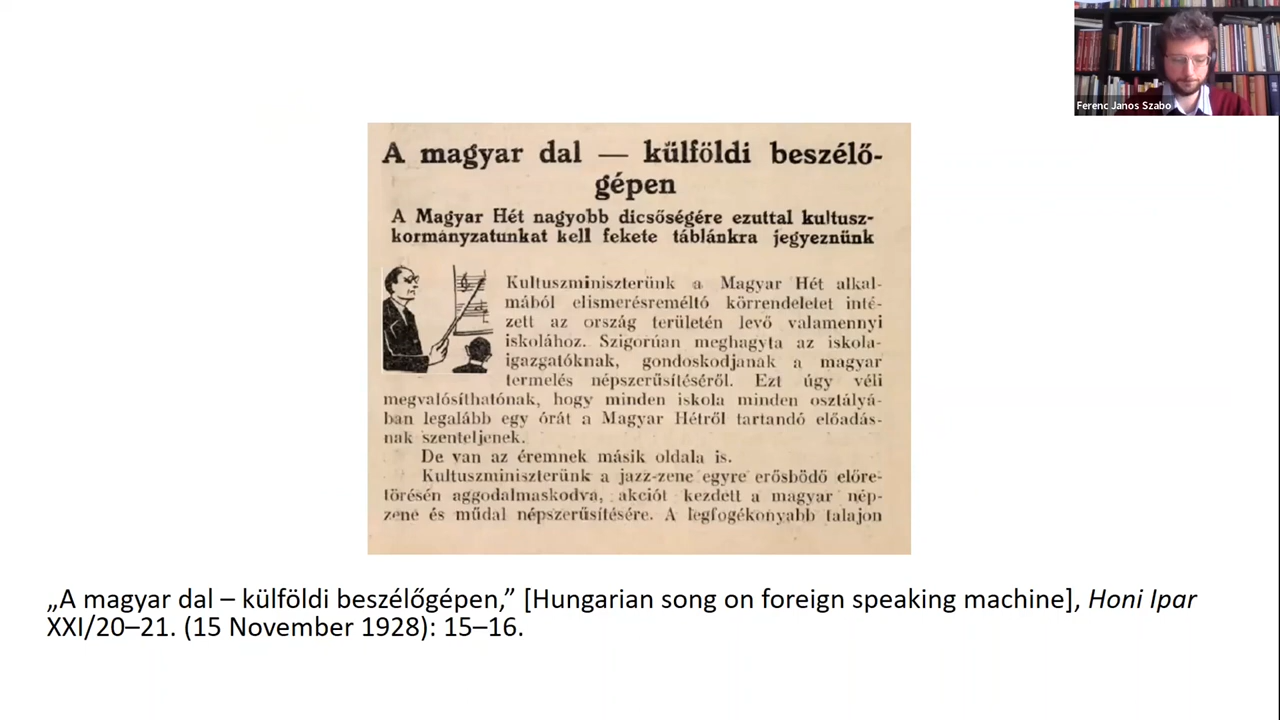 Ferenc Janos Szabo
A magyar dal — külföldi beszélő-
gépen
A Magyar Hét nagyobb dicsőségére ezuttal kultusz-
kormányzatunkat kell fekete táblánkra jegyeznünk
Kultuszminiszterünk a Magyar Hét alkal-
mából elismerésreméltó körrendeletet inté-
zett az ország területén levő valamennyi
iskolához. Szigorúan meghagyta az iskola-
igazgatóknak, gondoskodjanak a magyar
termelés népszerűsítéséről. Ezt úgy véli
megvalósíthatónak, hogy minden iskola minden osztályá-
ban legalább egy órát a Magyar Hétről tartandó előadás-
nak szenteljenek.
De van az éremnek másik oldala is.
Kultuszminiszterünk a jazz-zene egyre erősbödő előre-
törésén aggodalmaskodva, akciót kezdett a magyar nép-
zene és műdal népszerűsítésére. A legfogékonyabb talajon
„A magyar dal – külföldi beszélőgépen,” [Hungarian song on foreign speaking machine], Honi Ipar
XXI/20–21. (15 November 1928): 15–16.